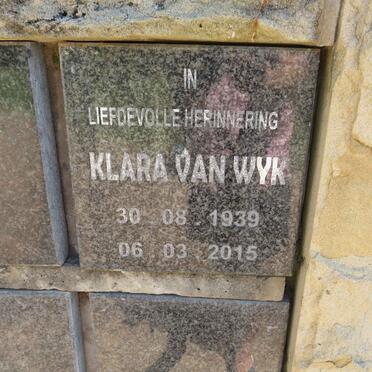 IN
LIEFDEVOLLE HERINNERING
KLARA VAN WYK
30 08 1939
06 03 2015